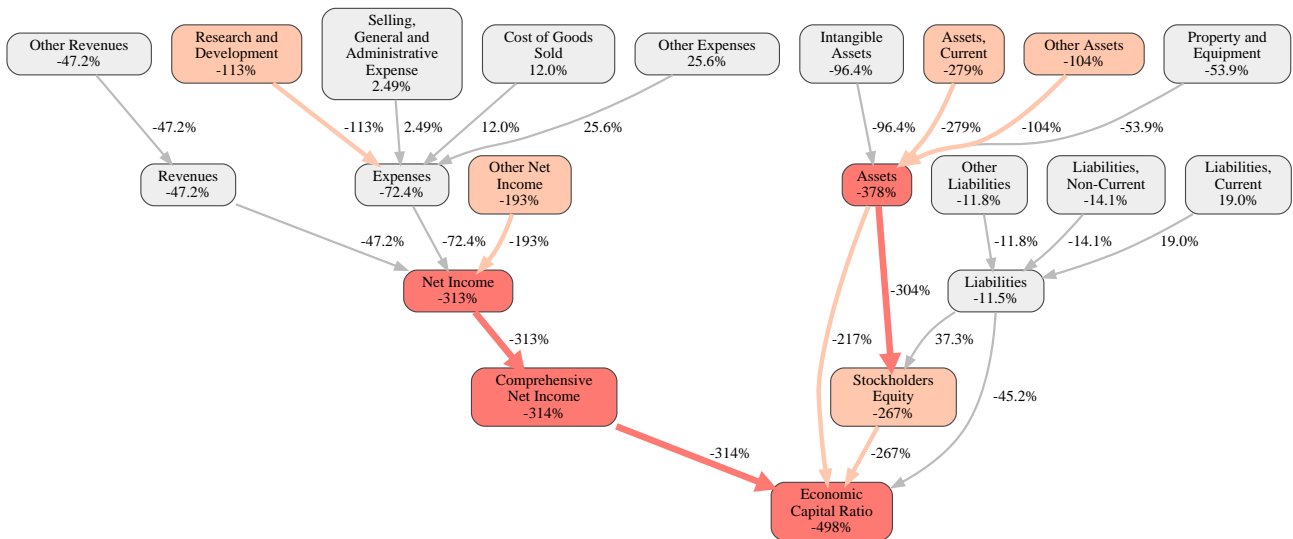 Other Revenues
-47.2%
Research and
Development
-113%
Selling,
General and
Administrative
Expense
2.49%
Cost of Goods
Sold
12.0%
Other Expenses
25.6%
Intangible
Assets
-96.4%
Assets,
Current
-279%
Other Assets
-104%
Property and
Equipment
-53.9%
-47.2%
-113%
2.49%
12.0%
25.6%
-96.4%
-279%
-104%
-53.9%
Revenues
-47.2%
Expenses
-72.4%
Other Net
Income
-193%
Assets
-378%
Other
Liabilities
-11.8%
Liabilities,
Non-Current
-14.1%
Liabilities,
Current
19.0%
-47.2%
-72.4%
-193%
-11.8%
-14.1%
19.0%
Net Income
-313%
-304%
Liabilities
-11.5%
-313%
-217%
37.3%
Comprehensive
Net Income
-314%
Stockholders
Equity
-267%
-45.2%
-314%
-267%
Economic
Capital Ratio
-498%